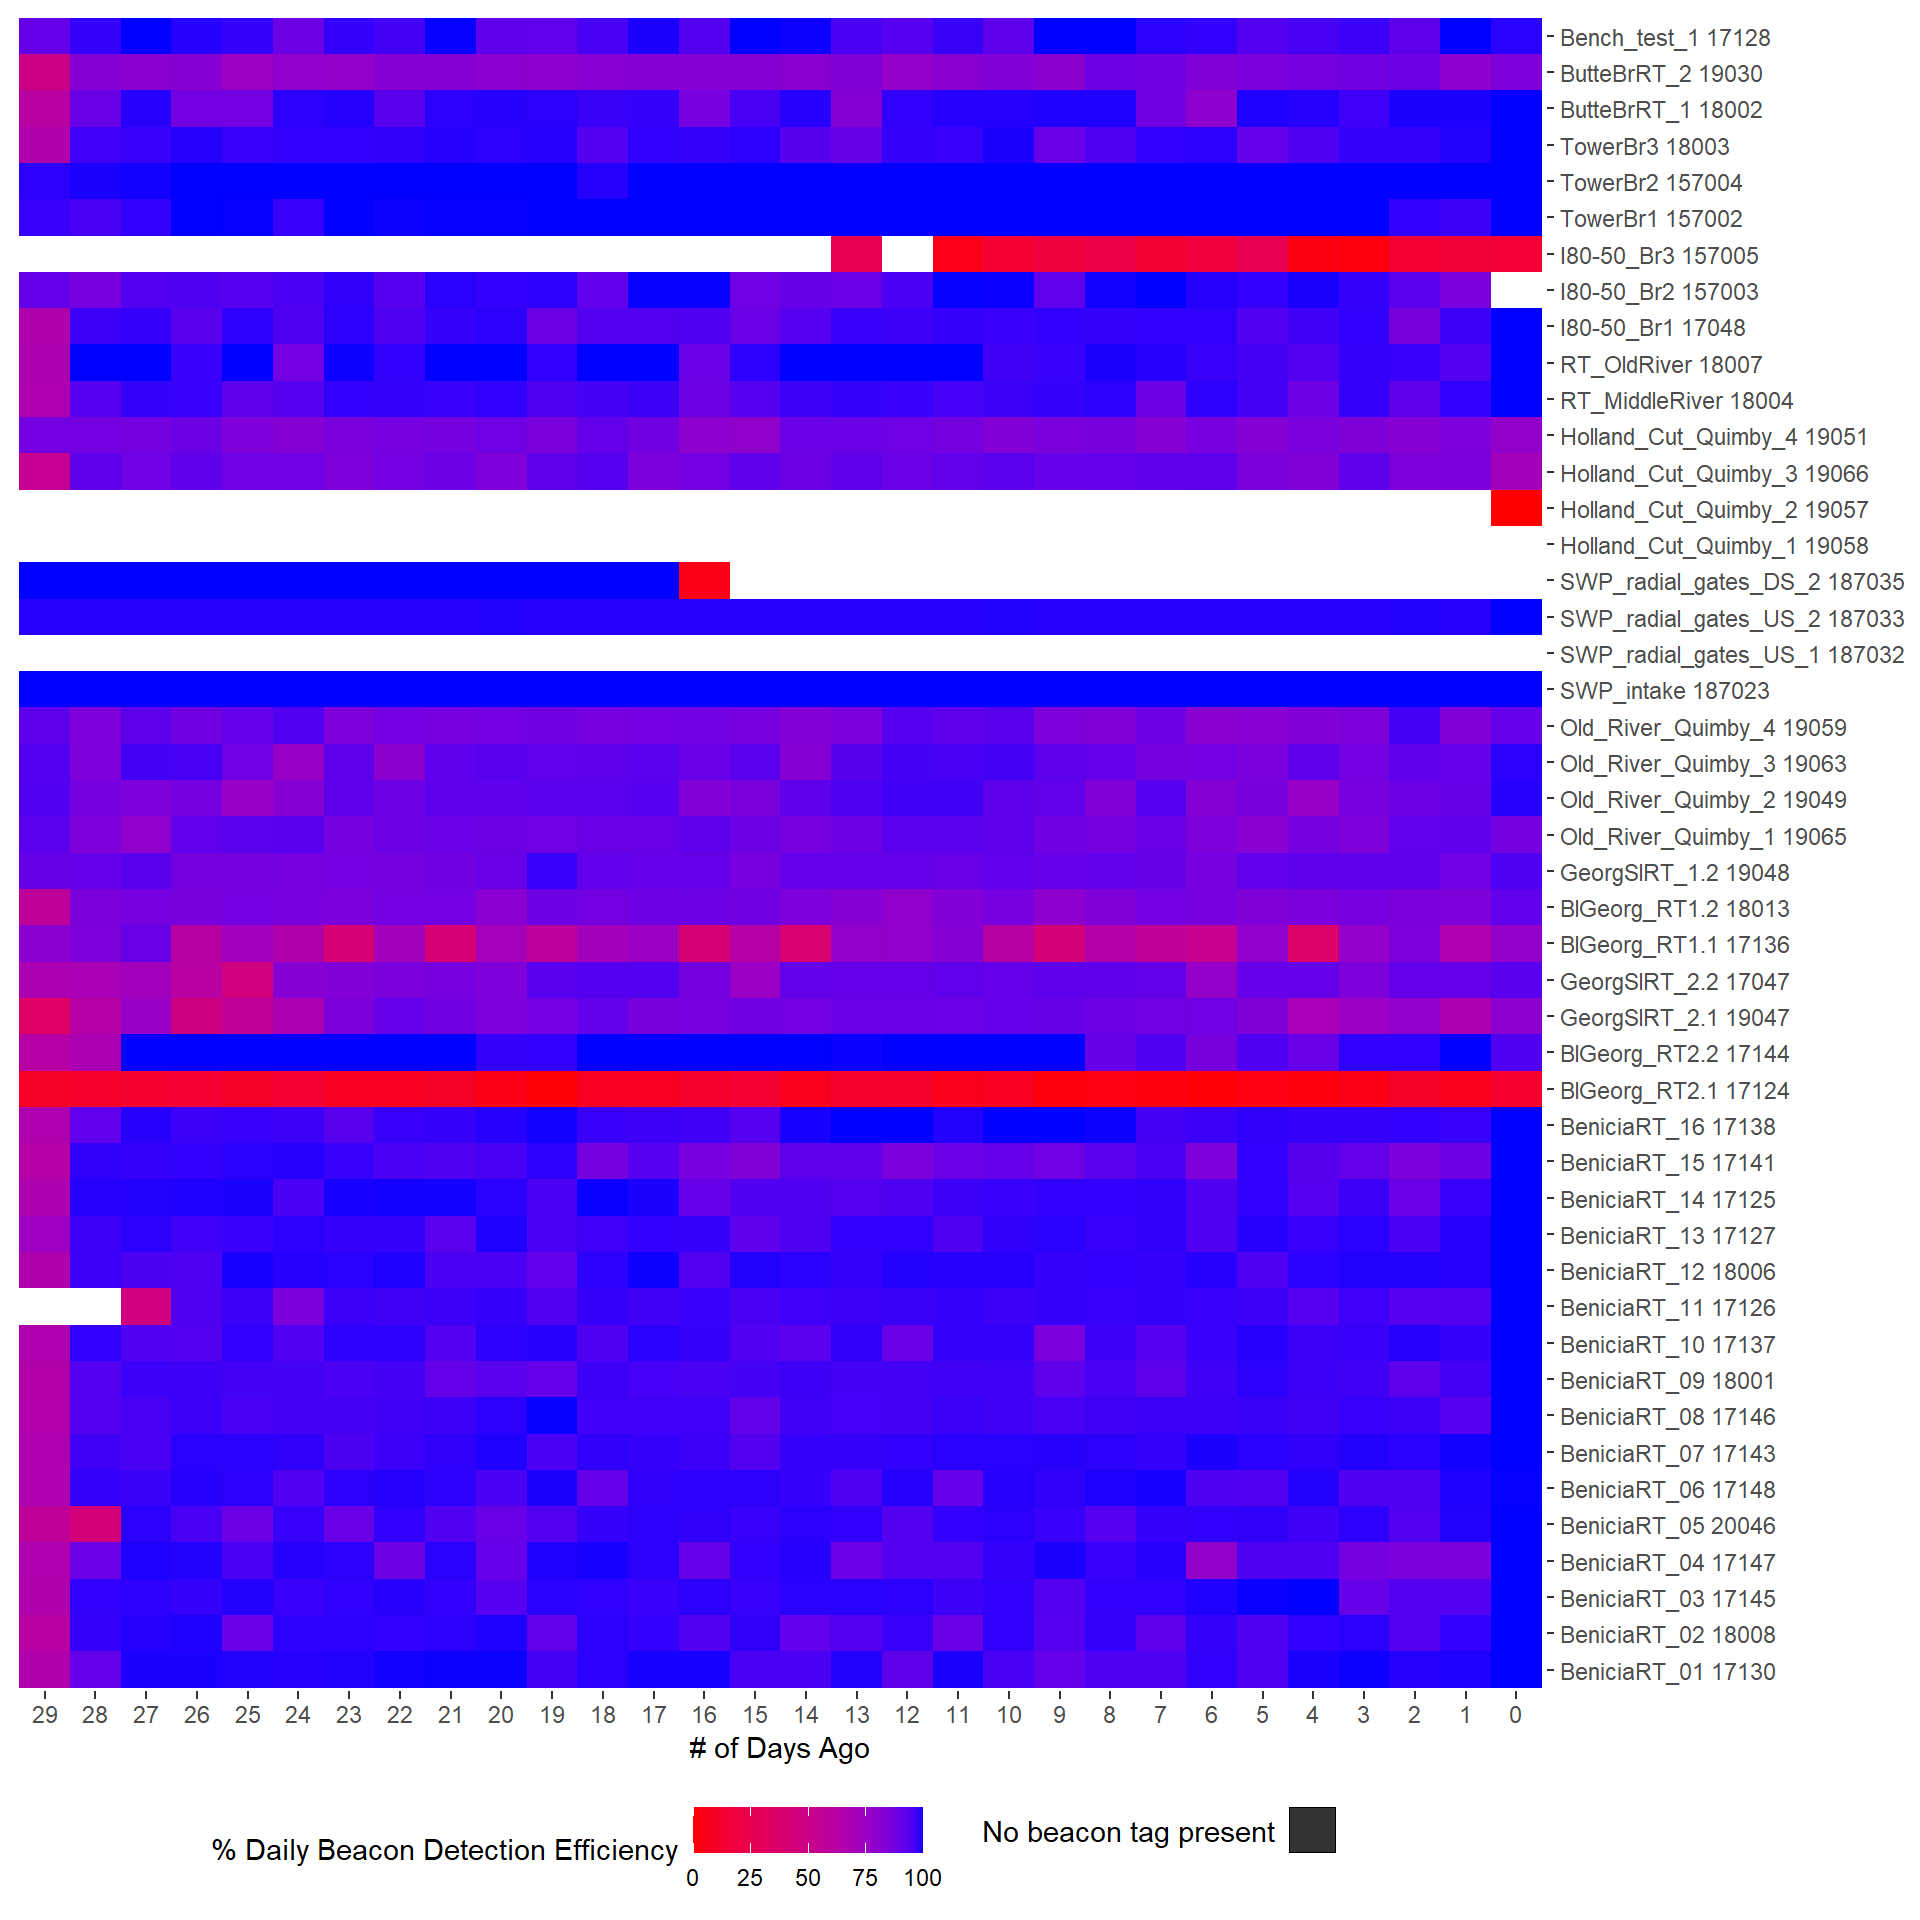 Bench_test_1 17128
ButteBrRT_2 19030
ButteBrRT_1 18002
TowerBr3 18003
TowerBr2 157004
TowerBr1 157002
I80-50_Br3 157005
I80-50_Br2 157003
I80-50_Br1 17048
RT_OldRiver 18007
RT_MiddleRiver 18004
Holland_Cut_Quimby_4 19051
Holland_Cut_Quimby_3 19066
Holland_Cut_Quimby_2 19057
Holland_Cut_Quimby_1 19058
SWP_radial_gates_DS_2 187035
SWP_radial_gates_US_2 187033
SWP_radial_gates_US_1 187032
SWP_intake 187023
Old_River_Quimby_4 19059
Old_River_Quimby_3 19063
Old_River_Quimby_2 19049
Old_River_Quimby_1 19065
GeorgSlRT_1.2 19048
BlGeorg_RT1.2 18013
BlGeorg_RT1.1 17136
GeorgSlRT_2.2 17047
GeorgSlRT_2.1 19047
BlGeorg_RT2.2 17144
BlGeorg_RT2.1 17124
BeniciaRT_16 17138
BeniciaRT_15 17141
BeniciaRT_14 17125
BeniciaRT_13 17127
BeniciaRT_12 18006
BeniciaRT_11 17126
BeniciaRT_10 17137
BeniciaRT_09 18001
BeniciaRT_08 17146
BeniciaRT_07 17143
BeniciaRT_06 17148
BeniciaRT_05 20046
BeniciaRT_04 17147
BeniciaRT_03 17145
BeniciaRT_02 18008
BeniciaRT_01 17130
29 28 27 26 25 24 23 22 21 20 19 18 17 16 15 14 13 12 11 10 9 8 7 6 5 4 3 2 1 0
# of Days Ago
% Daily Beacon Detection Efficiency
0 25 50 75 100
No beacon tag present